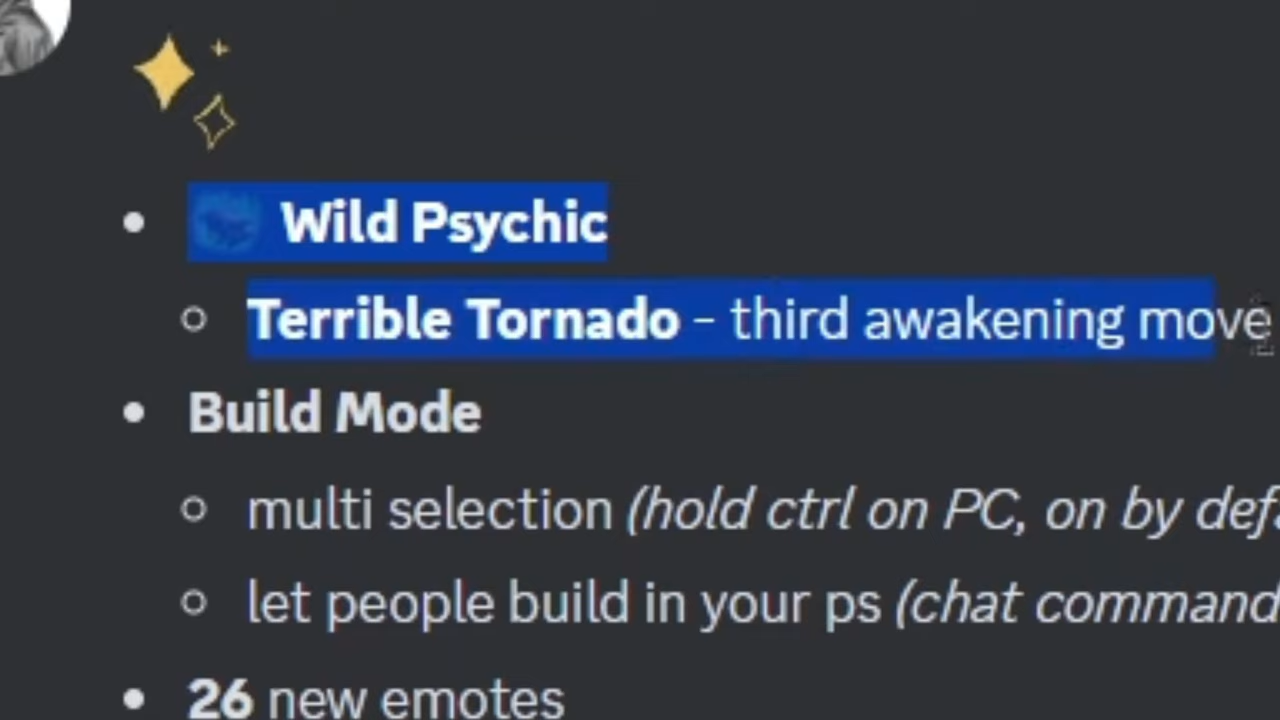 Wild Psychic
Terrible Tornado - third awakening move
Build Mode
multi selection (hold ctrl on PC, on by
let people build in your ps (chat command
26 new emotes